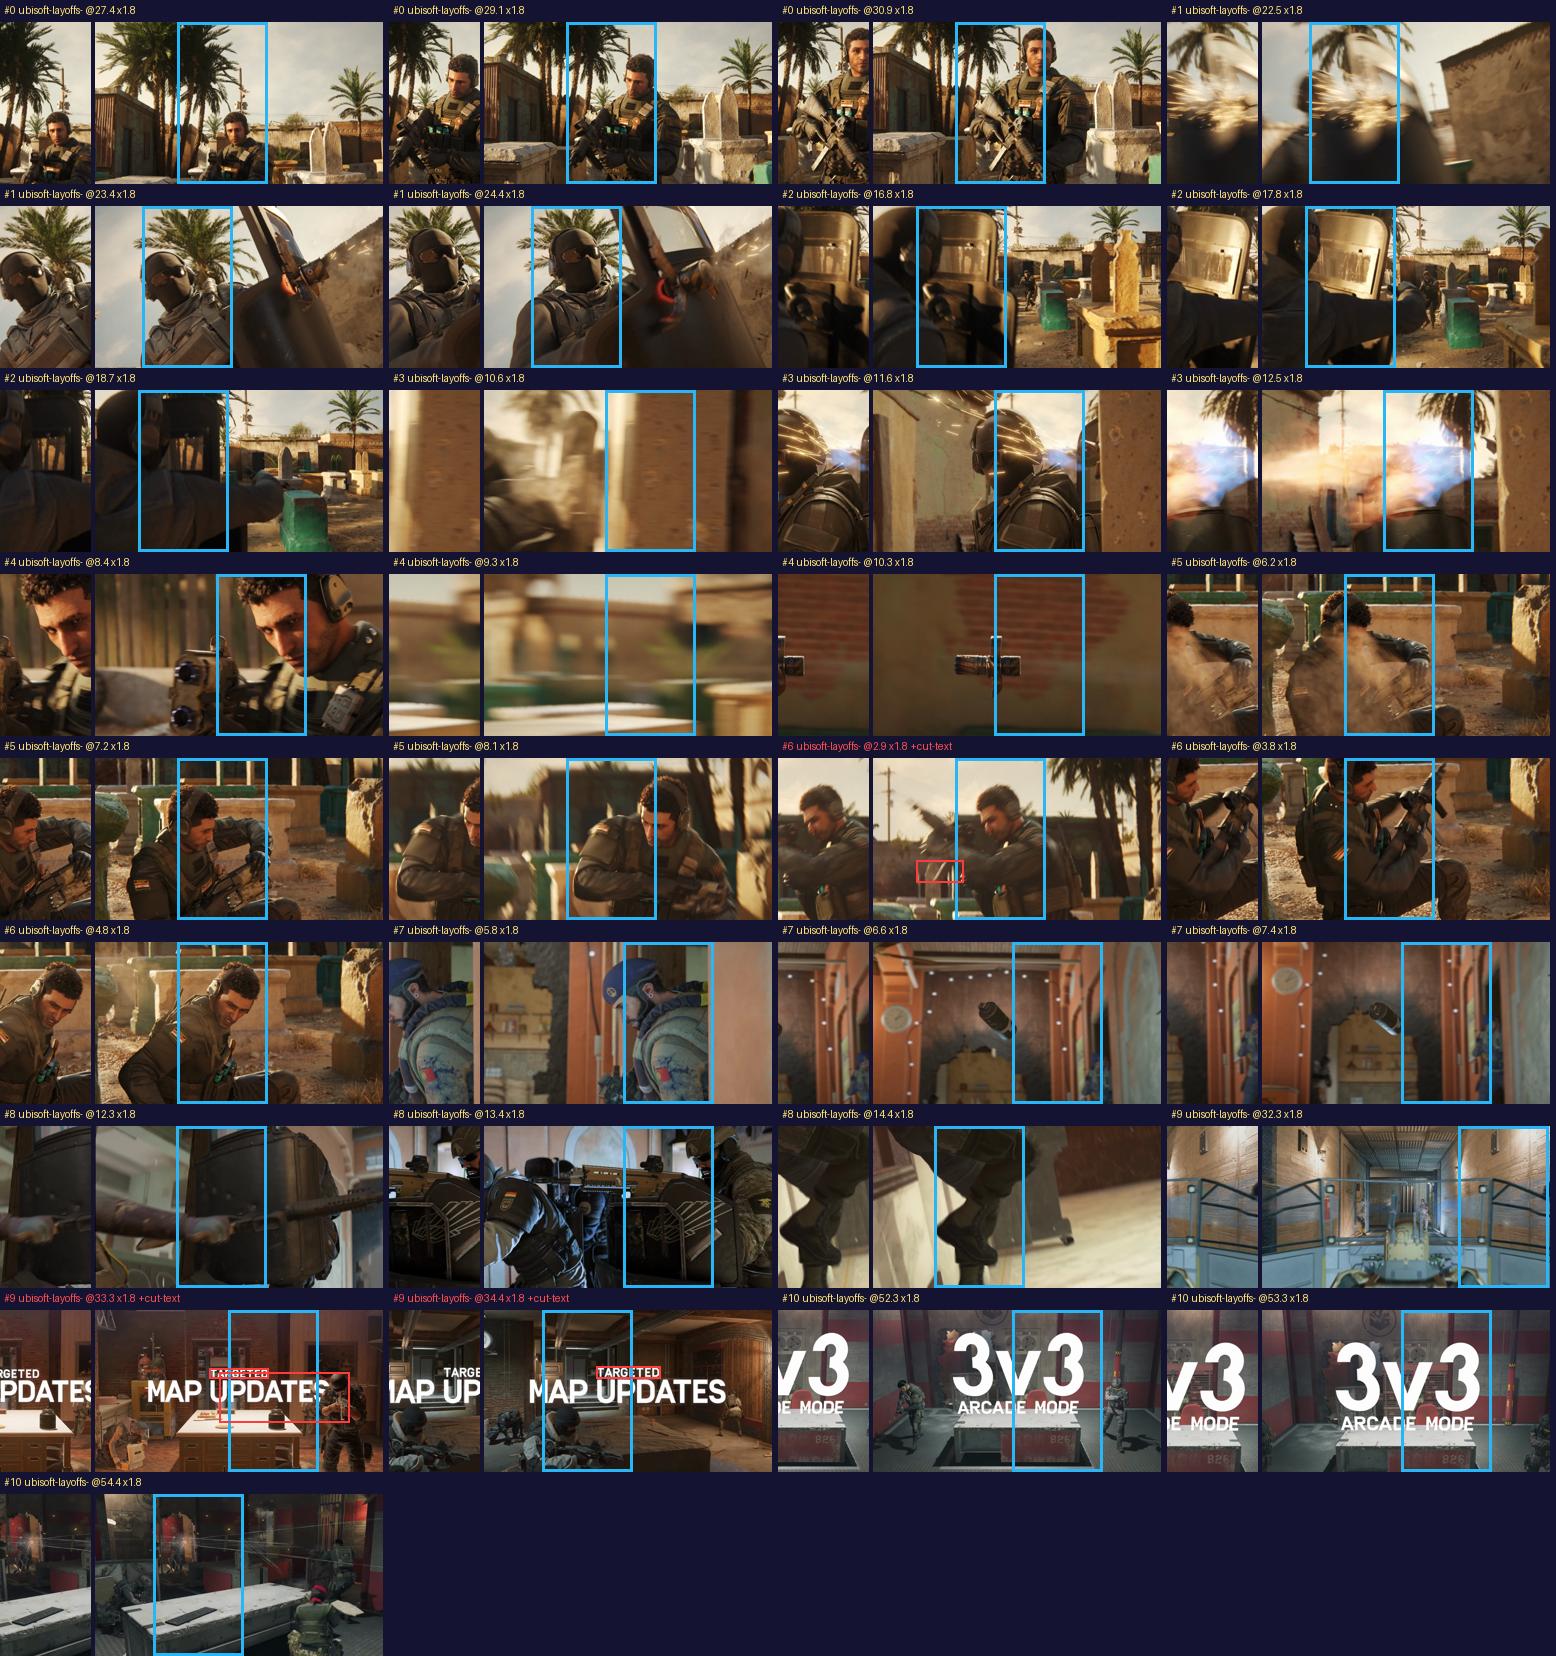 #0 ubisoft-layoffs- @27.4 x1.8
#0 ubisoft-layoffs- @29.1 x1.8
#0 ubisoft-layoffs- @30.9 x1.8
#1 ubisoft-layoffs- @22.5 x1.8
#1 ubisoft-layoffs- @23.4 x1.8
#1 ubisoft-layoffs- @24.4 x1.8
#2 ubisoft-layoffs- @16.8 x1.8
#2 ubisoft-layoffs- @17.8 x1.8
#2 ubisoft-layoffs- @18.7 x1.8
#3 ubisoft-layoffs- @10.6 x1.8
#3 ubisoft-layoffs- @11.6 x1.8
#3 ubisoft-layoffs- @12.5 x1.8
#4 ubisoft-layoffs- @8.4 x1.8
#4 ubisoft-layoffs- @9.3 x1.8
#4 ubisoft-layoffs- @10.3 x1.8
#5 ubisoft-layoffs- @6.2 x1.8
#5 ubisoft-layoffs- @7.2 x1.8
#5 ubisoft-layoffs- @8.1 x1.8
#6 ubisoft-layoffs- @2.9 x1.8 +cut-text
#6 ubisoft-layoffs- @3.8 x1.8
#6 ubisoft-layoffs- @4.8 x1.8
#7 ubisoft-layoffs- @5.8 x1.8
#7 ubisoft-layoffs- @6.6 x1.8
#7 ubisoft-layoffs- @7.4 x1.8
#8 ubisoft-layoffs- @12.3 x1.8
#8 ubisoft-layoffs- @13.4 x1.8
#8 ubisoft-layoffs- @14.4 x1.8
#9 ubisoft-layoffs- @32.3 x1.8
#9 ubisoft-layoffs- @33.3 x1.8 +cut-text
RGETED
PDATES
TARGETED
MAP UPDATES
#9 ubisoft-layoffs- @34.4 x1.8 +cut-text
TARGE
MAP UP
TARGETED
MAP UPDATES
#10 ubisoft-layoffs- @52.3 x1.8
v3
E MODE
3v3
ARCADE MODE
826
#10 ubisoft-layoffs- @53.3 x1.8
v3
E MODE
826
3v3
ARCADE MODE
826
#10 ubisoft-layoffs- @54.4 x1.8